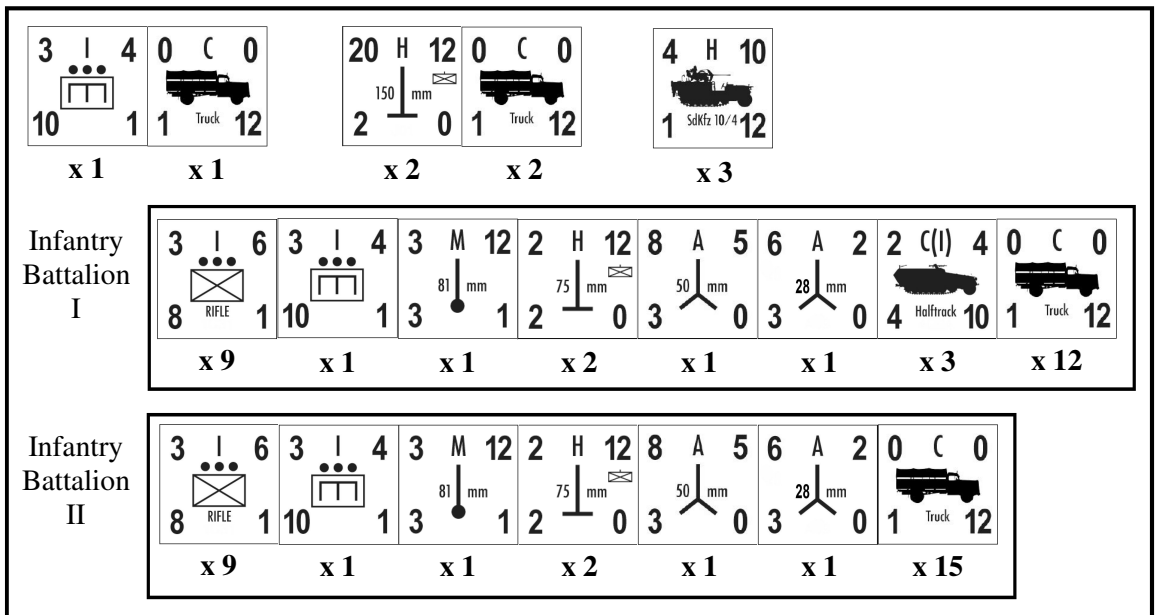 3 I 4 0 C 0 20 H 12 0 C 0 4 H 10
150 mm
10 1 1 Truck 12 2 0 1 Truck 12 1 SdKfz 10/4 12
x 1 x 1 x 2 x 2 x 3
Infantry
Battalion
I
3 I 6 3 I 4 3 M 12 2 H 12 8 A 5 6 A 2 2 C(I) 4 0 C 0
81 mm 75 mm 50 mm 28 mm
8 RIFLE 1 10 1 3 1 2 0 3 0 3 0 4 Halftrack 10 1 Truck 12
x 9 x 1 x 1 x 2 x 1 x 1 x 3 x 12
Infantry
Battalion
II
3 I 6 3 I 4 3 M 12 2 H 12 8 A 5 6 A 2 0 C 0
81 mm 75 mm 50 mm 28 mm
8 RIFLE 1 10 1 3 1 2 0 3 0 3 0 1 Truck 12
x 9 x 1 x 1 x 2 x 1 x 1 x 15